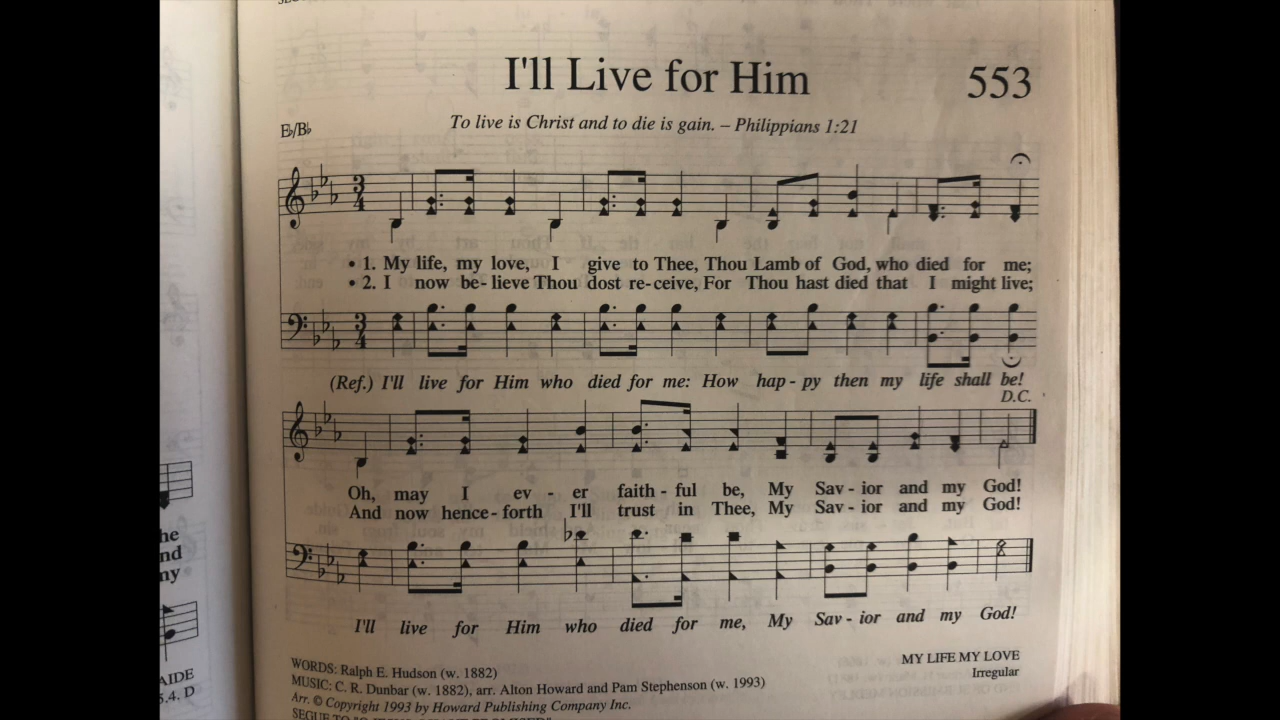 I'll Live for Him 553
To live is Christ and to die is gain. – Philippians 1:21
E♭/B♭
• 1. My life, my love, I give to Thee, Thou Lamb of God, who died for me;
• 2. I now be-lieve Thou dost re-ceive, For Thou hast died that I might live;
(Ref.) I'll live for Him who died for me: How hap-py then my life shall be!
D.C.
Oh, may I ev-er faith-ful be, My Sav-ior and my God!
And now hence-forth I'll trust in Thee, My Sav-ior and my God!
I'll live for Him who died for me, My Sav-ior and my God!
WORDS: Ralph E. Hudson (w. 1882)
MUSIC: C. R. Dunbar (w. 1882), arr. Alton Howard and Pam Stephenson (w. 1993)
Arr. © Copyright 1993 by Howard Publishing Company Inc.
MY LIFE MY LOVE
Irregular
SEGUE TO
he
nd
ny
AIDE
5.4. D